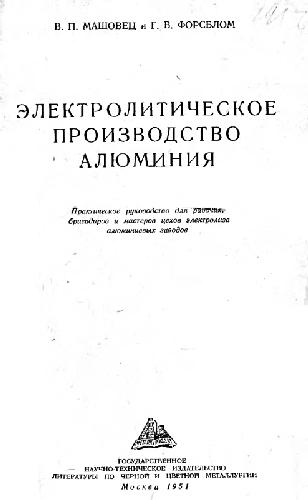 В. П. МАШОВЕЦ и Г. В. ФОРСБЛОМ
ЭЛЕКТРОЛИТИЧЕСКОЕ
ПРОИЗВОДСТВО
АЛЮМИНИЯ
Практическое руководство для рабочих,
бригадиров и мастеров цехов электролиза
алюминиевых заводов
ГОСУДАРСТВЕННОЕ
НАУЧНО-ТЕХНИЧЕСКОЕ ИЗДАТЕЛЬСТВО
ЛИТЕРАТУРЫ ПО ЧЕРНОЙ И ЦВЕТНОЙ МЕТАЛЛУРГИИ
Москва 1951